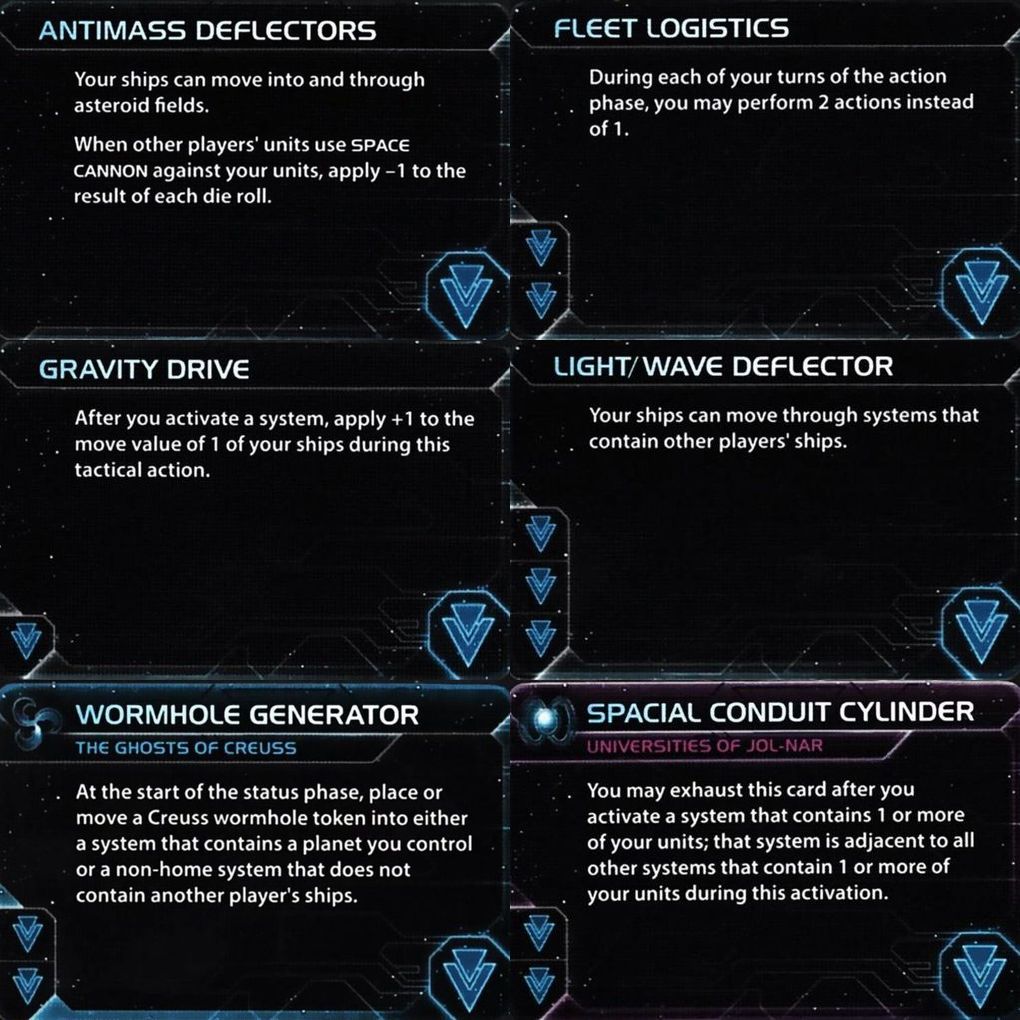 ANTIMASS DEFLECTORS
Your ships can move into and through
asteroid fields.
When other players' units use SPACE
CANNON against your units, apply –1 to the
result of each die roll.
FLEET LOGISTICS
During each of your turns of the action
phase, you may perform 2 actions instead
of 1.
GRAVITY DRIVE
After you activate a system, apply +1 to the
move value of 1 of your ships during this
tactical action.
LIGHT/WAVE DEFLECTOR
Your ships can move through systems that
contain other players' ships.
WORMHOLE GENERATOR
THE GHOSTS OF CREUSS
At the start of the status phase, place or
move a Creuss wormhole token into either
a system that contains a planet you control
or a non-home system that does not
contain another player's ships.
SPACIAL CONDUIT CYLINDER
UNIVERSITIES OF JOL-NAR
You may exhaust this card after you
activate a system that contains 1 or more
of your units; that system is adjacent to all
other systems that contain 1 or more of
your units during this activation.